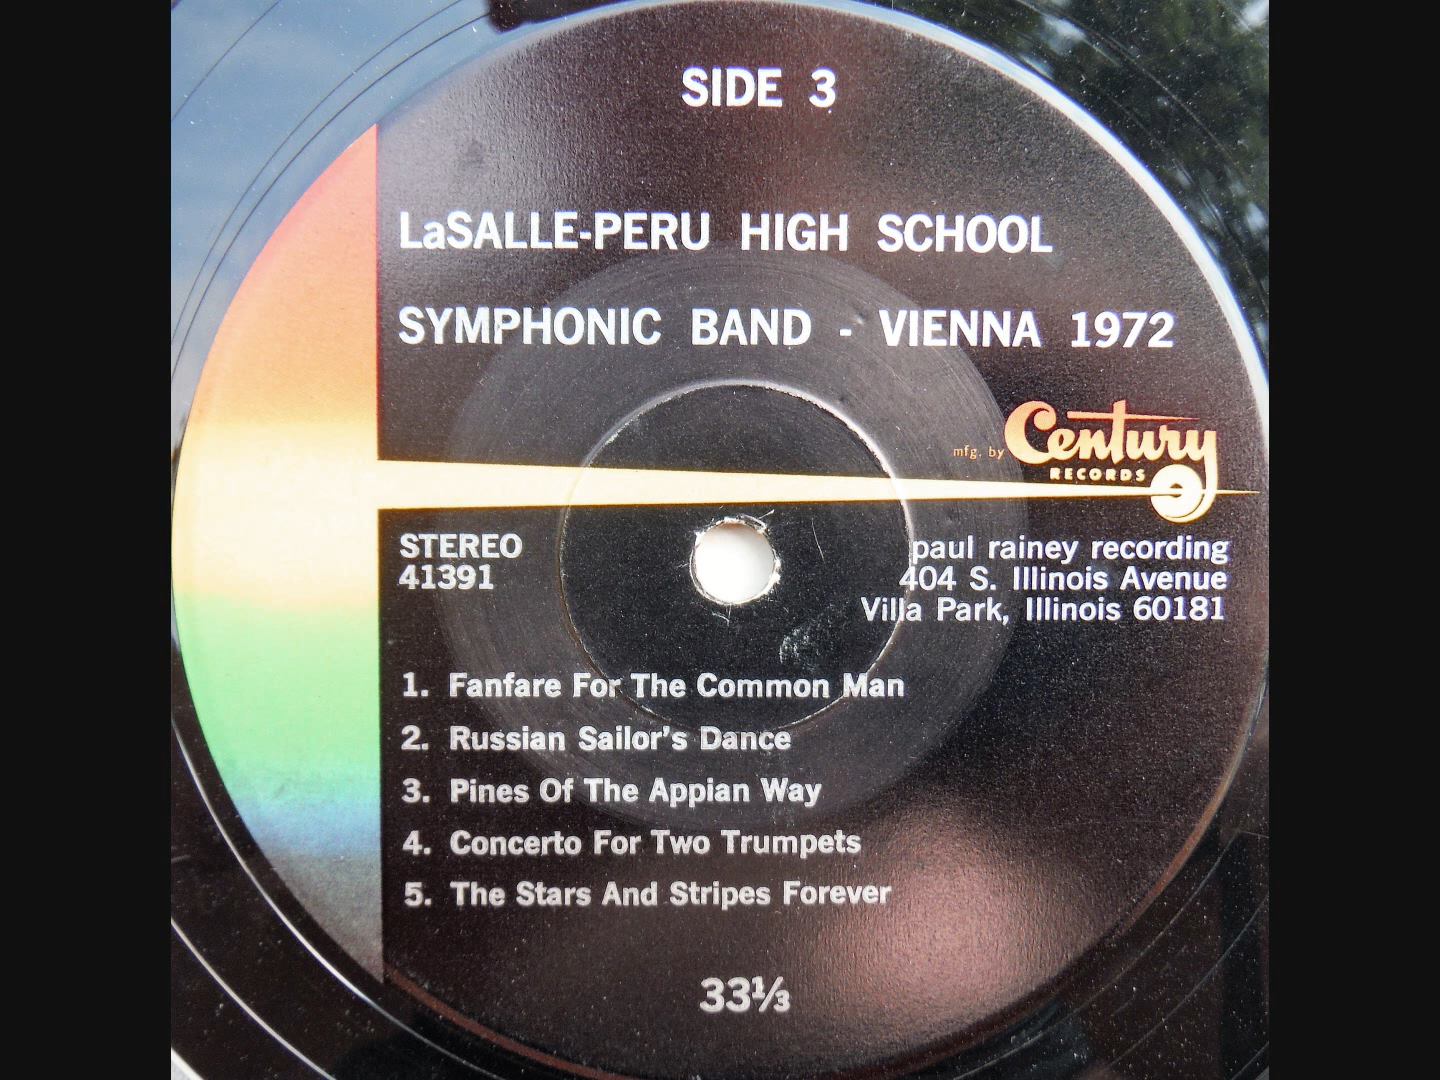 SIDE 3
LaSALLE-PERU HIGH SCHOOL
SYMPHONIC BAND - VIENNA 1972
mfg. by Century
RECORDS
STEREO
41391
paul rainey recording
404 S. Illinois Avenue
Villa Park, Illinois 60181
1. Fanfare For The Common Man
2. Russian Sailor's Dance
3. Pines Of The Appian Way
4. Concerto For Two Trumpets
5. The Stars And Stripes Forever
33⅓